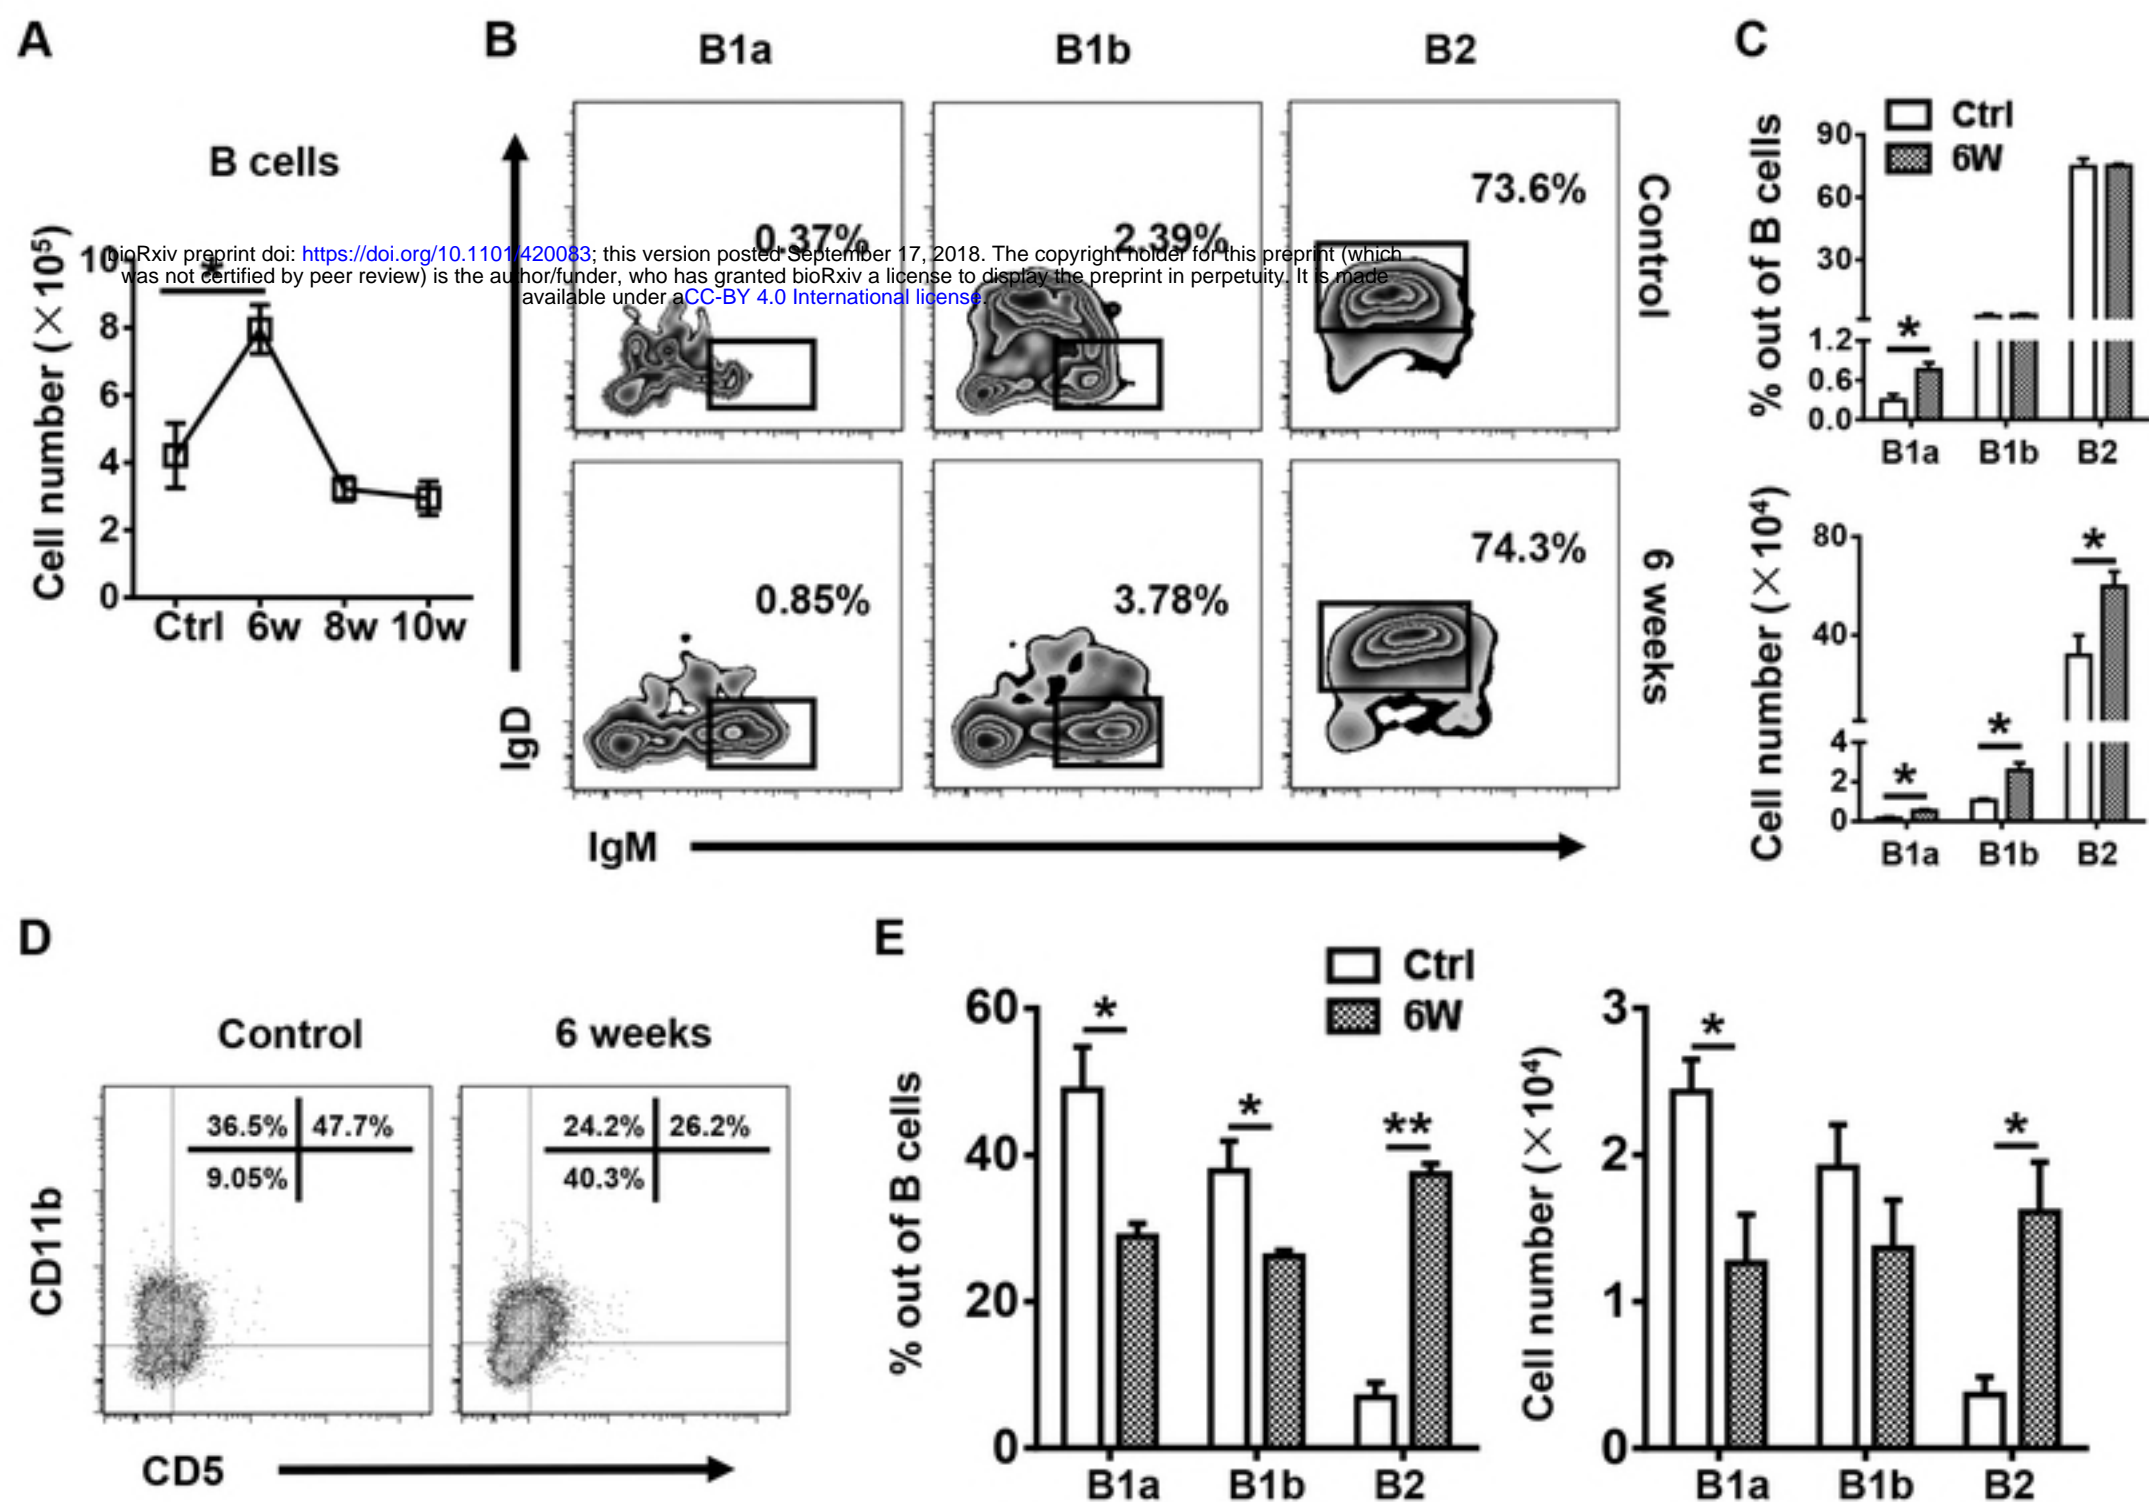 A
B cells
Cell number (×10⁵)
10
8
6
4
2
0
*
Ctrl 6w 8w 10w
bioRxiv preprint doi: https://doi.org/10.1101/420083; this version posted September 17, 2018. The copyright holder for this preprint (which
was not certified by peer review) is the author/funder, who has granted bioRxiv a license to display the preprint in perpetuity. It is made
available under aCC-BY 4.0 International license.
B
B1a B1b B2
0.37% 2.39% 73.6%
Control
0.85% 3.78% 74.3%
6 weeks
IgD
IgM
C
Ctrl
6W
% out of B cells
90
60
30
1.2
0.6
0.0
*
B1a B1b B2
Cell number (×10⁴)
80
40
4
2
0
* * *
B1a B1b B2
D
Control 6 weeks
36.5% 47.7%
9.05%
24.2% 26.2%
40.3%
CD11b
CD5
E
Ctrl
6W
% out of B cells
60
40
20
0
* * **
B1a B1b B2
Cell number (×10⁴)
3
2
1
0
* *
B1a B1b B2